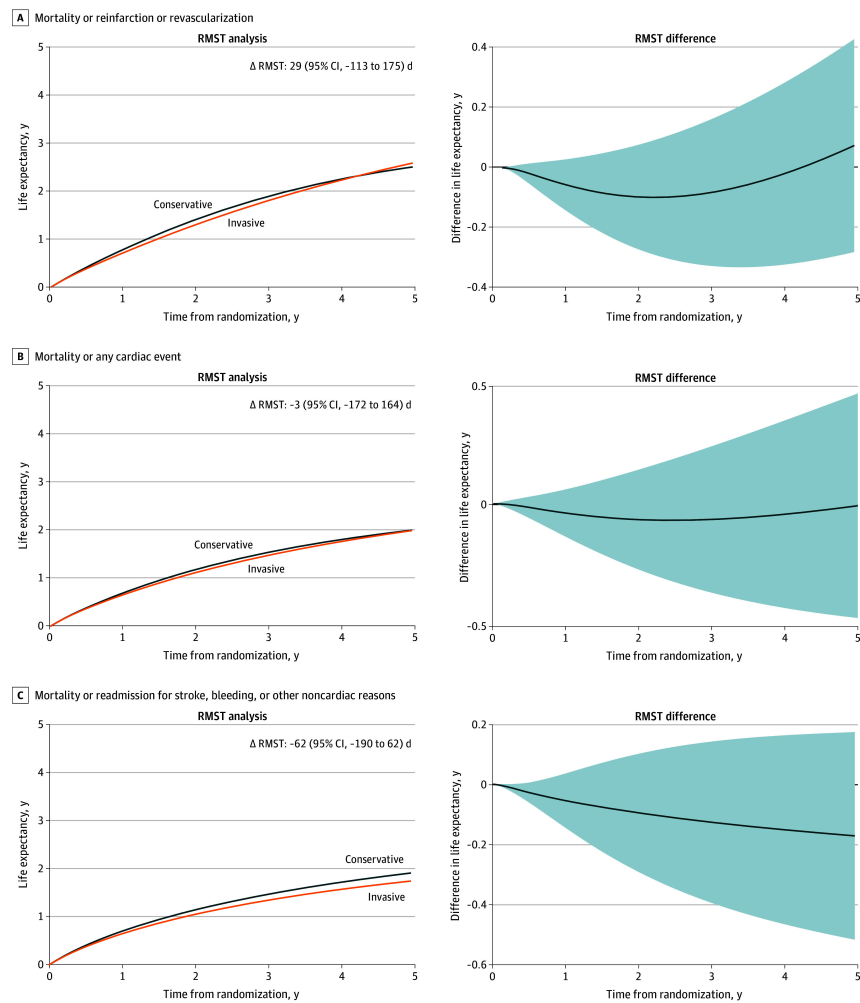 A Mortality or reinfarction or revascularization
RMST analysis
Δ RMST: 29 (95% CI, -113 to 175) d
Life expectancy, y
5
4
3
2
1
0
Conservative
Invasive
0 1 2 3 4 5
Time from randomization, y
RMST difference
Difference in life expectancy, y
0.4
0.2
0
-0.2
-0.4
0 1 2 3 4 5
Time from randomization, y
B Mortality or any cardiac event
RMST analysis
Δ RMST: -3 (95% CI, -172 to 164) d
Life expectancy, y
5
4
3
2
1
0
Conservative
Invasive
0 1 2 3 4 5
Time from randomization, y
RMST difference
Difference in life expectancy, y
0.5
0
-0.5
0 1 2 3 4 5
Time from randomization, y
C Mortality or readmission for stroke, bleeding, or other noncardiac reasons
RMST analysis
Δ RMST: -62 (95% CI, -190 to 62) d
Life expectancy, y
5
4
3
2
1
0
Conservative
Invasive
0 1 2 3 4 5
Time from randomization, y
RMST difference
Difference in life expectancy, y
0.2
0
-0.2
-0.4
-0.6
0 1 2 3 4 5
Time from randomization, y